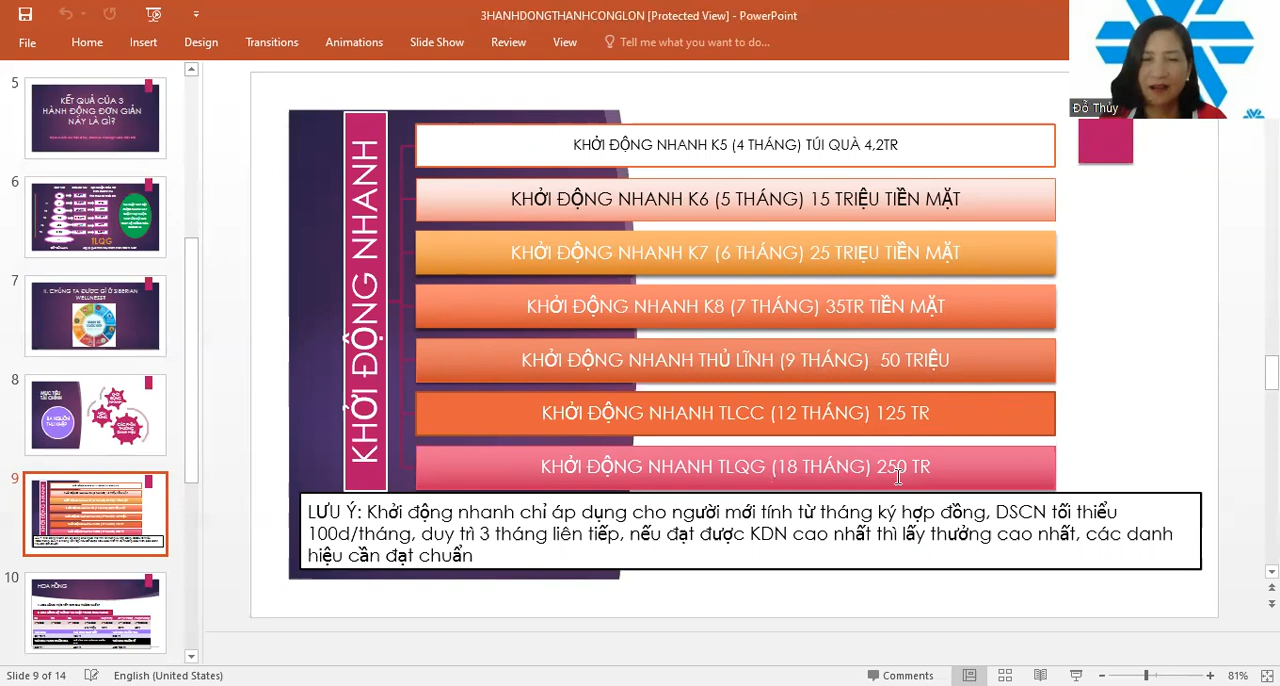 3HANHDONGTHANHCONGLON [Protected View] - PowerPoint
File Home Insert Design Transitions Animations Slide Show Review View Tell me what you want to do...
Đỗ Thủy
5
KẾT QUẢ CỦA 3
HÀNH ĐỘNG ĐƠN GIẢN
NÀY LÀ GÌ?
6
TLQG
7
II. CHÚNG TA ĐƯỢC GÌ Ở SIBERIAN
WELLNESS?
8
9
10
HOA HỒNG
KHỞI ĐỘNG NHANH
KHỞI ĐỘNG NHANH K5 (4 THÁNG) TÚI QUÀ 4,2TR
KHỞI ĐỘNG NHANH K6 (5 THÁNG) 15 TRIỆU TIỀN MẶT
KHỞI ĐỘNG NHANH K7 (6 THÁNG) 25 TRIỆU TIỀN MẶT
KHỞI ĐỘNG NHANH K8 (7 THÁNG) 35TR TIỀN MẶT
KHỞI ĐỘNG NHANH THỦ LĨNH (9 THÁNG) 50 TRIỆU
KHỞI ĐỘNG NHANH TLCC (12 THÁNG) 125 TR
KHỞI ĐỘNG NHANH TLQG (18 THÁNG) 250 TR
LƯU Ý: Khởi động nhanh chỉ áp dụng cho người mới tính từ tháng ký hợp đồng, DSCN tối thiểu
100đ/tháng, duy trì 3 tháng liên tiếp, nếu đạt được KDN cao nhất thì lấy thưởng cao nhất, các danh
hiệu cần đạt chuẩn
Slide 9 of 14 English (United States) Comments 81%